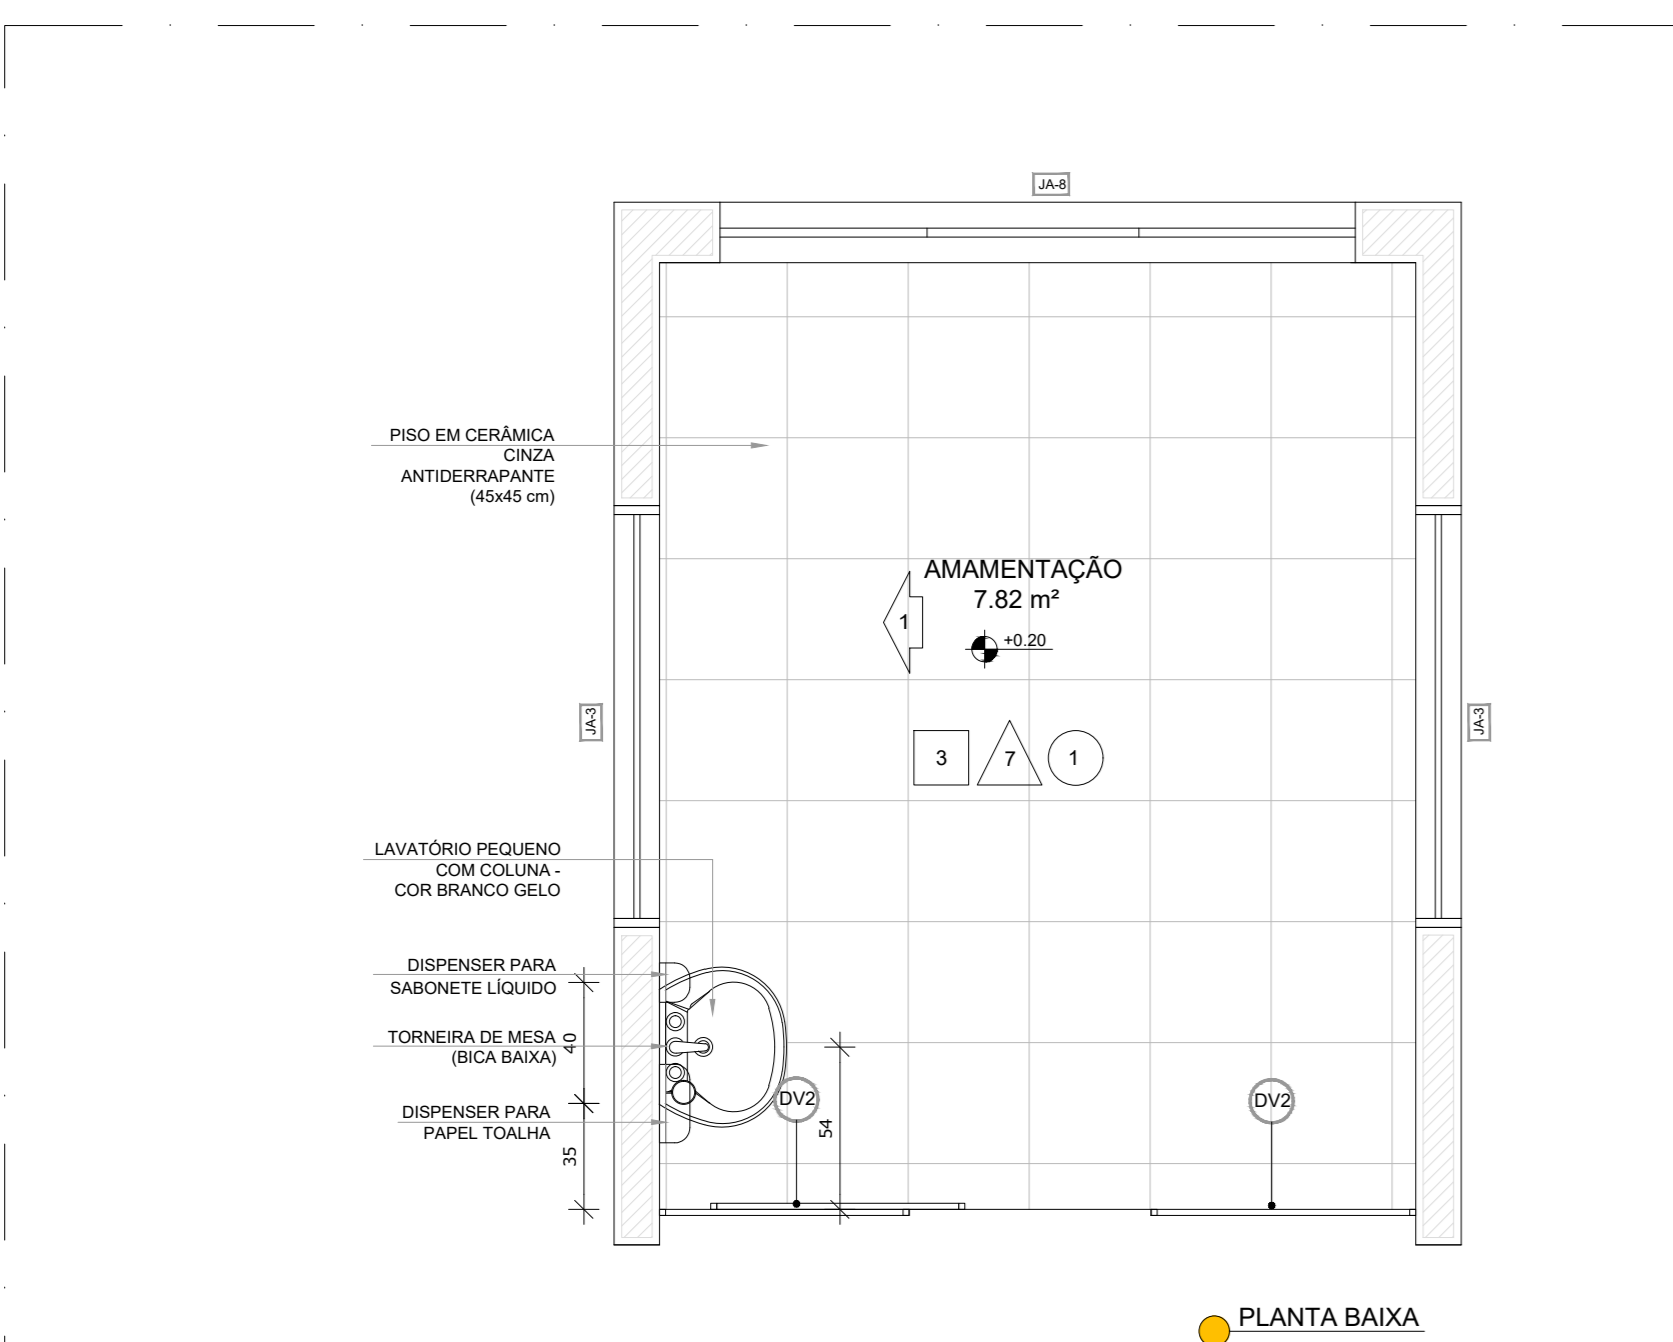 JA-8
PISO EM CERÂMICA
CINZA
ANTIDERRAPANTE
(45x45 cm)
AMAMENTAÇÃO
7.82 m²
1
+0.20
JA-3
JA-3
3
7
1
LAVATÓRIO PEQUENO
COM COLUNA -
COR BRANCO GELO
DISPENSER PARA
SABONETE LÍQUIDO
TORNEIRA DE MESA
(BICA BAIXA)
40
DISPENSER PARA
PAPEL TOALHA
35
54
DV2
DV2
PLANTA BAIXA